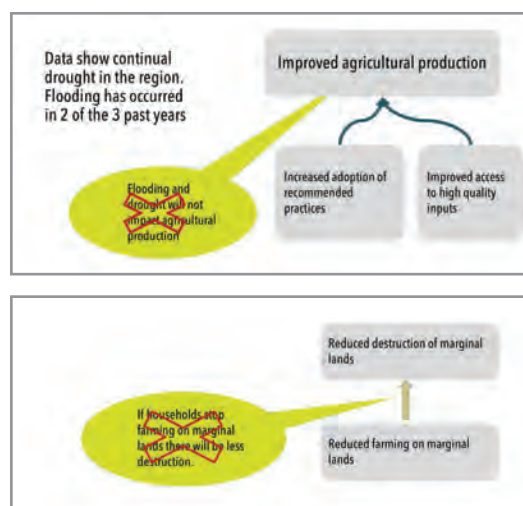 Data show continual
drought in the region.
Flooding has occurred
in 2 of the 3 past years
Improved agricultural production
Flooding and
drought will not
impact agricultural
production
Increased adoption of
recommended
practices
Improved access
to high quality
inputs
Reduced destruction of marginal
lands
If households stop
farming on marginal
lands there will be less
destruction.
Reduced farming on marginal
lands